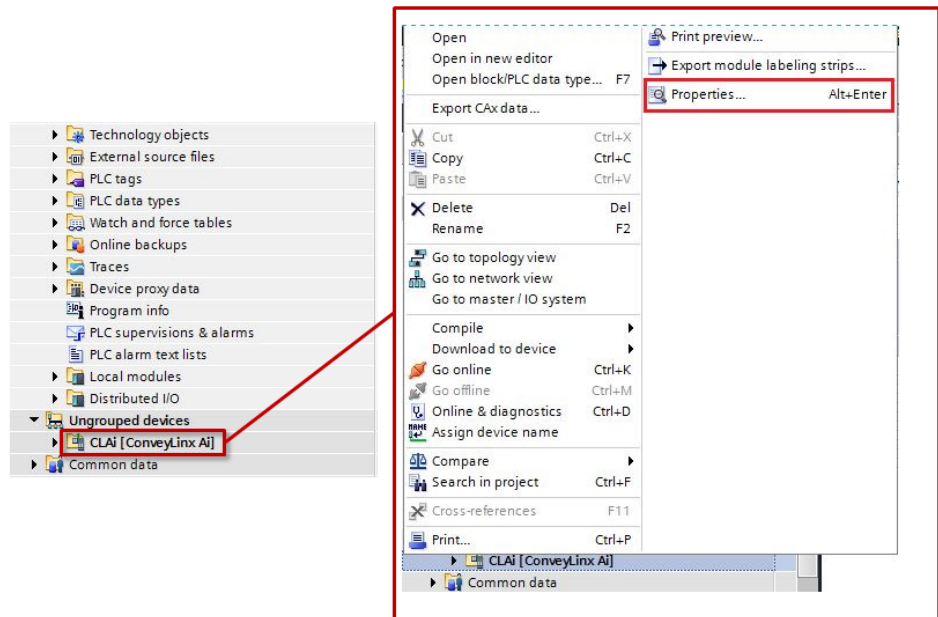 Technology objects
External source files
PLC tags
PLC data types
Watch and force tables
Online backups
Traces
Device proxy data
Program info
PLC supervisions & alarms
PLC alarm text lists
Local modules
Distributed I/O
Ungrouped devices
CLAi [ConveyLinx Ai]
Common data
Open
Open in new editor
Open block/PLC data type... F7
Export CAx data...
Cut Ctrl+X
Copy Ctrl+C
Paste Ctrl+V
Delete Del
Rename F2
Go to topology view
Go to network view
Go to master / IO system
Compile
Download to device
Go online Ctrl+K
Go offline Ctrl+M
Online & diagnostics Ctrl+D
Assign device name
Compare
Search in project Ctrl+F
Cross-references F11
Print... Ctrl+P
Print preview...
Export module labeling strips...
Properties... Alt+Enter
CLAi [ConveyLinx Ai]
Common data